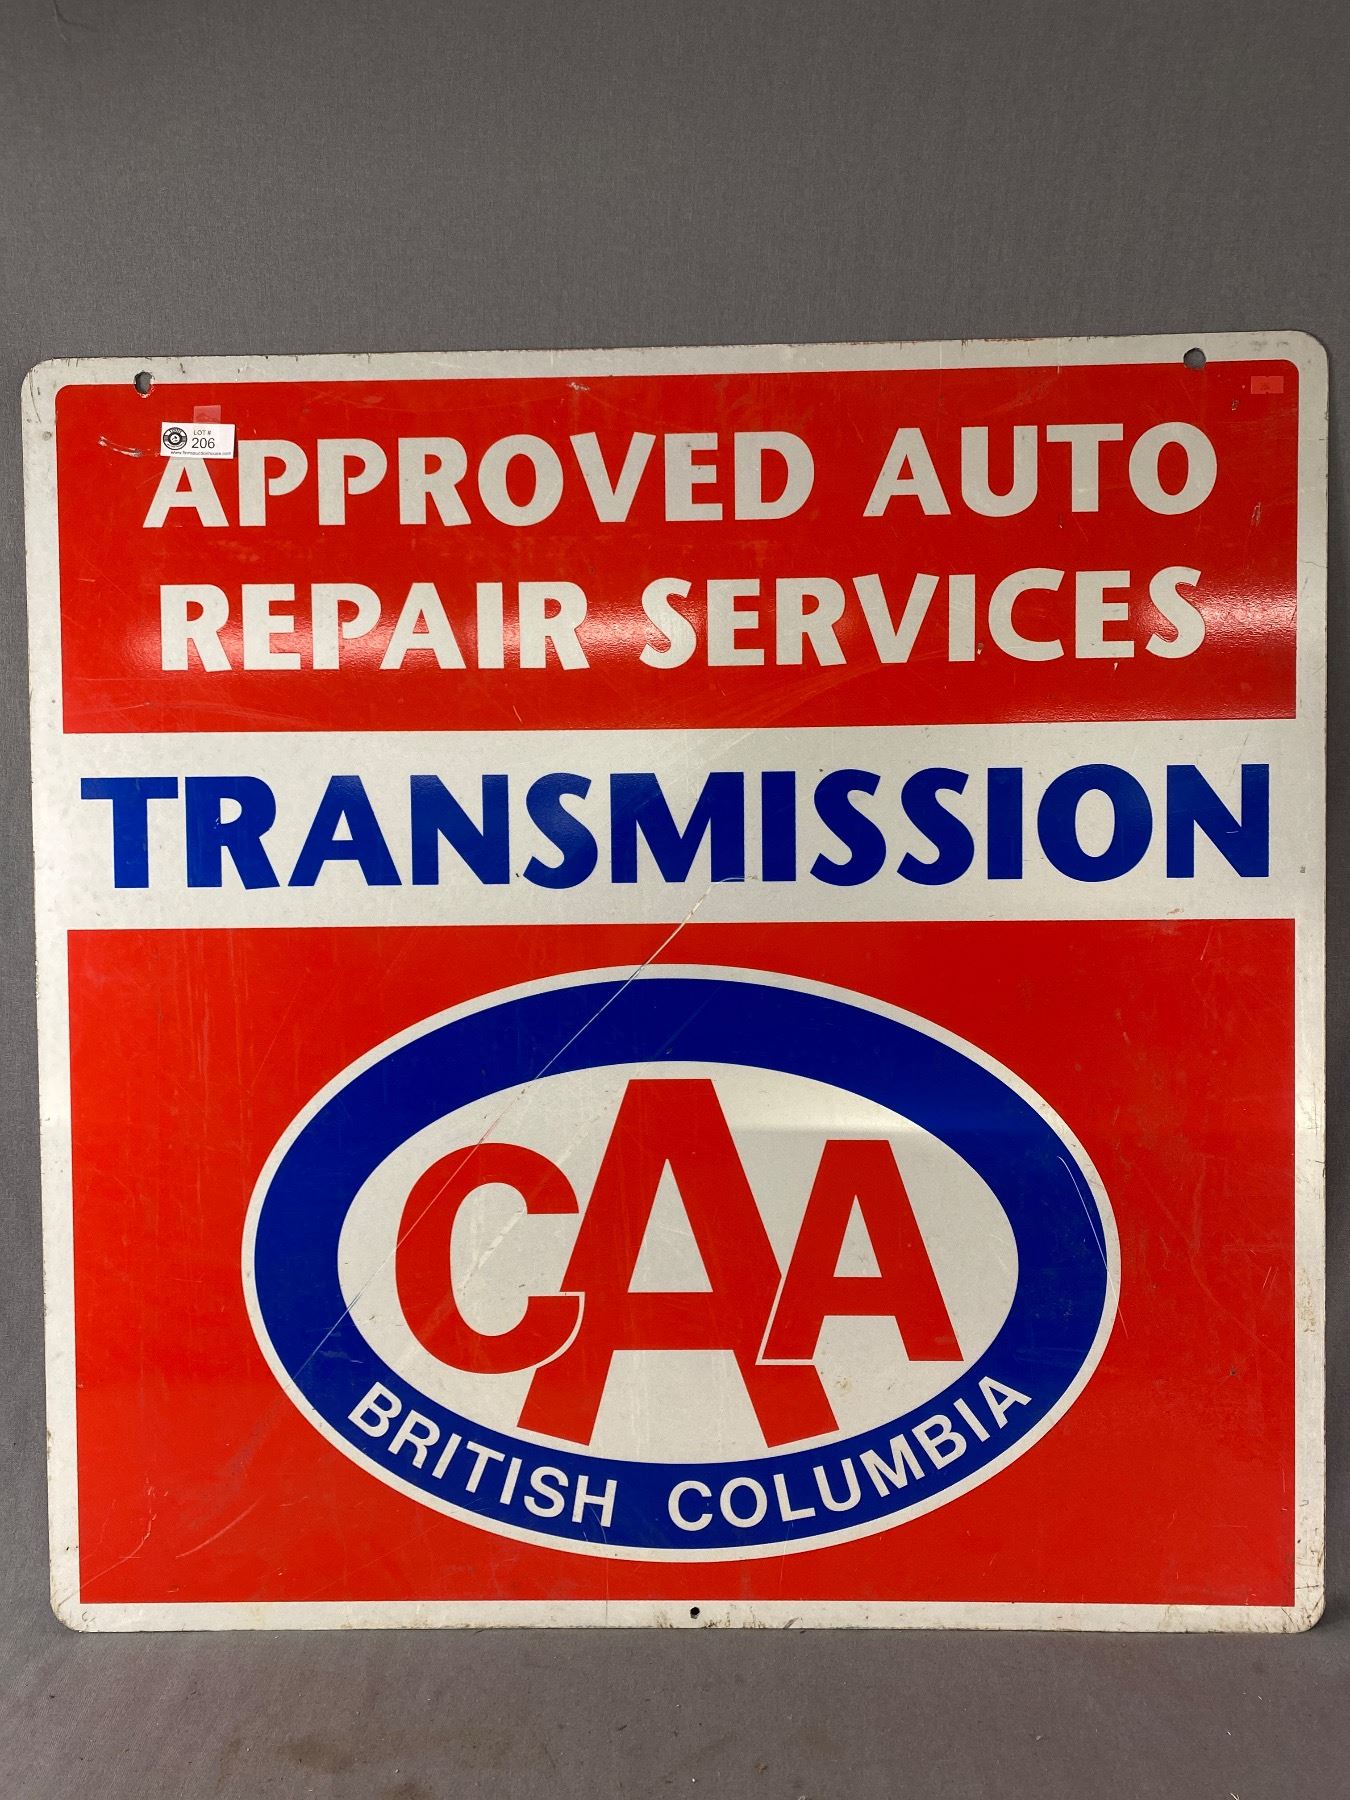 LOT #
206
APPROVED AUTO
REPAIR SERVICES
TRANSMISSION
CAA
BRITISH COLUMBIA